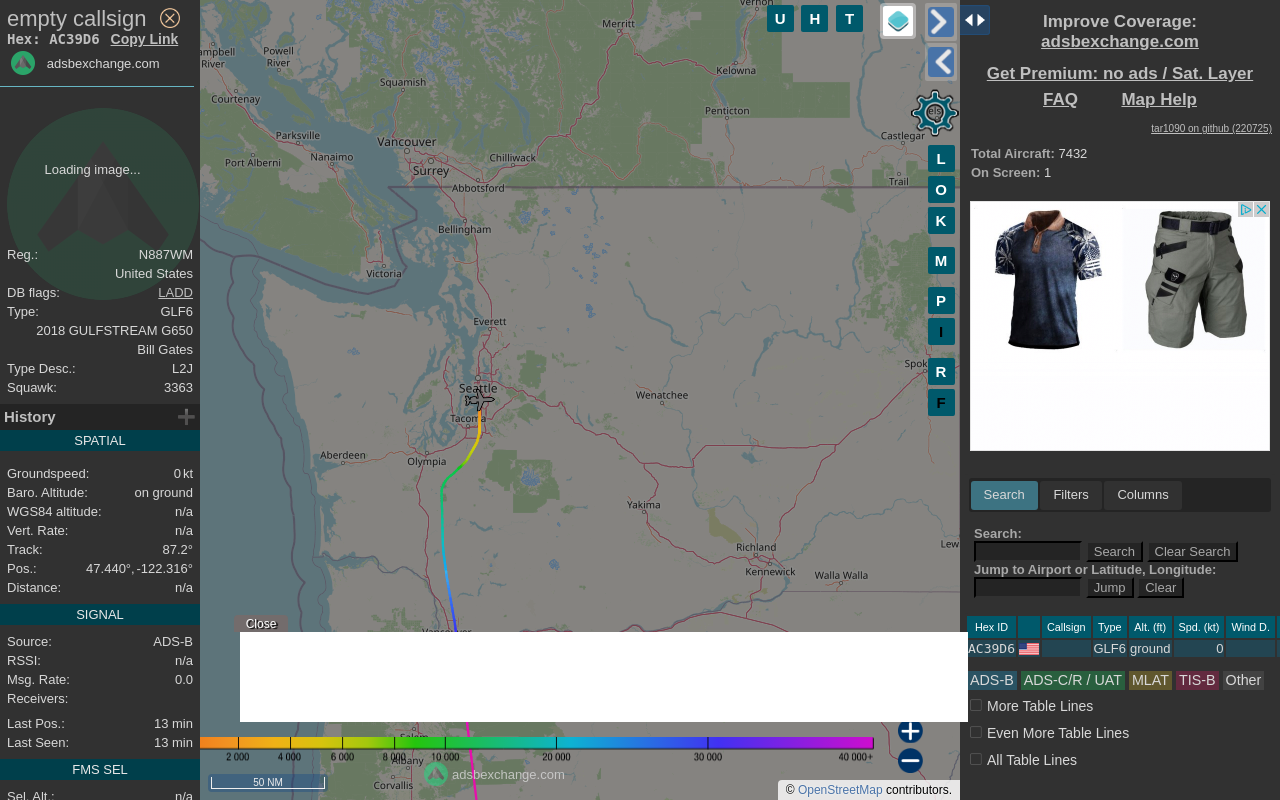 empty callsign
Hex: AC39D6 Copy Link
adsbexchange.com
Loading image...
Reg.: N887WM
United States
DB flags: LADD
Type: GLF6
2018 GULFSTREAM G650
Bill Gates
Type Desc.: L2J
Squawk: 3363
History
SPATIAL
Groundspeed: 0 kt
Baro. Altitude: on ground
WGS84 altitude: n/a
Vert. Rate: n/a
Track: 87.2°
Pos.: 47.440°, -122.316°
Distance: n/a
SIGNAL
Source: ADS-B
RSSI: n/a
Msg. Rate: 0.0
Receivers:
Last Pos.: 13 min
Last Seen: 13 min
FMS SEL
Sel. Alt.: n/a
Vernon
Merritt
Campbell River
Powell River
Kelowna
Squamish
Courtenay
Penticton
Parksville
Vancouver
Castlegar
Nanaimo
Chilliwack
Port Alberni
Surrey
Abbotsford
Trail
Bellingham
Victoria
Everett
Seattle
Wenatchee
Tacoma
Aberdeen
Olympia
Yakima
Richland
Kennewick
Walla Walla
Vancouver
Salem
Albany
Corvallis
U H T
L
O
K
M
P
I
R
F
Close
2 000 4 000 6 000 8 000 10 000 20 000 30 000 40 000+
adsbexchange.com
50 NM
© OpenStreetMap contributors.
Improve Coverage:
adsbexchange.com
Get Premium: no ads / Sat. Layer
FAQ Map Help
tar1090 on github (220725)
Total Aircraft: 7432
On Screen: 1
Search Filters Columns
Search:
Search Clear Search
Jump to Airport or Latitude, Longitude:
Jump Clear
Hex ID Callsign Type Alt. (ft) Spd. (kt) Wind D.
AC39D6 GLF6 ground 0
ADS-B ADS-C/R / UAT MLAT TIS-B Other
More Table Lines
Even More Table Lines
All Table Lines